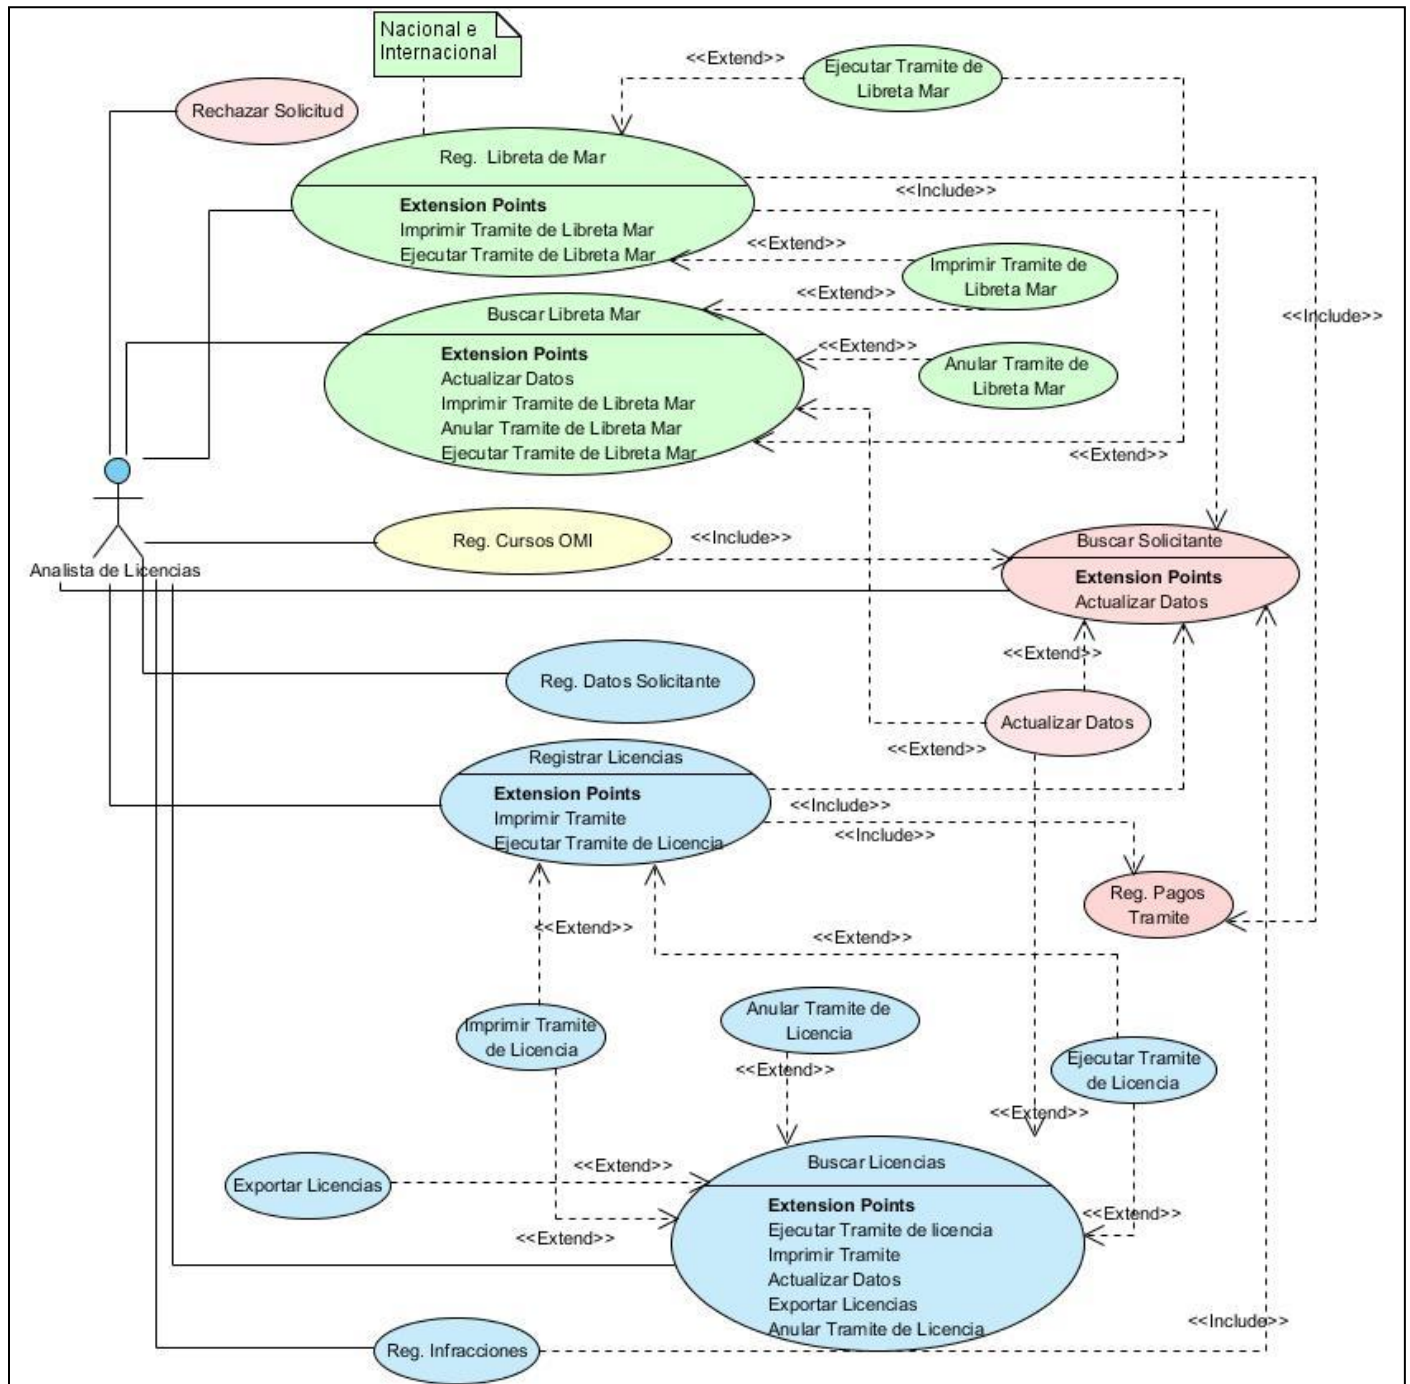 Nacional e
Internacional
<<Extend>>
Ejecutar Tramite de
Libreta Mar
Rechazar Solicitud
Reg. Libreta de Mar
Extension Points
Imprimir Tramite de Libreta Mar
Ejecutar Tramite de Libreta Mar
<<Include>>
<<Extend>>
Imprimir Tramite de
Libreta Mar
<<Extend>>
<<Include>>
Buscar Libreta Mar
Extension Points
Actualizar Datos
Imprimir Tramite de Libreta Mar
Anular Tramite de Libreta Mar
Ejecutar Tramite de Libreta Mar
<<Extend>>
Anular Tramite de
Libreta Mar
<<Extend>>
Analista de Licencias
Reg. Cursos OMI
<<Include>>
Buscar Solicitante
Extension Points
Actualizar Datos
<<Extend>>
Reg. Datos Solicitante
Actualizar Datos
<<Extend>>
Registrar Licencias
Extension Points
Imprimir Tramite
Ejecutar Tramite de Licencia
<<Include>>
<<Include>>
Reg. Pagos
Tramite
<<Extend>>
<<Extend>>
Imprimir Tramite
de Licencia
Anular Tramite de
Licencia
<<Extend>>
Ejecutar Tramite
de Licencia
<<Extend>>
Exportar Licencias
<<Extend>>
<<Extend>>
Buscar Licencias
Extension Points
Ejecutar Tramite de licencia
Imprimir Tramite
Actualizar Datos
Exportar Licencias
Anular Tramite de Licencia
<<Extend>>
<<Include>>
Reg. Infracciones